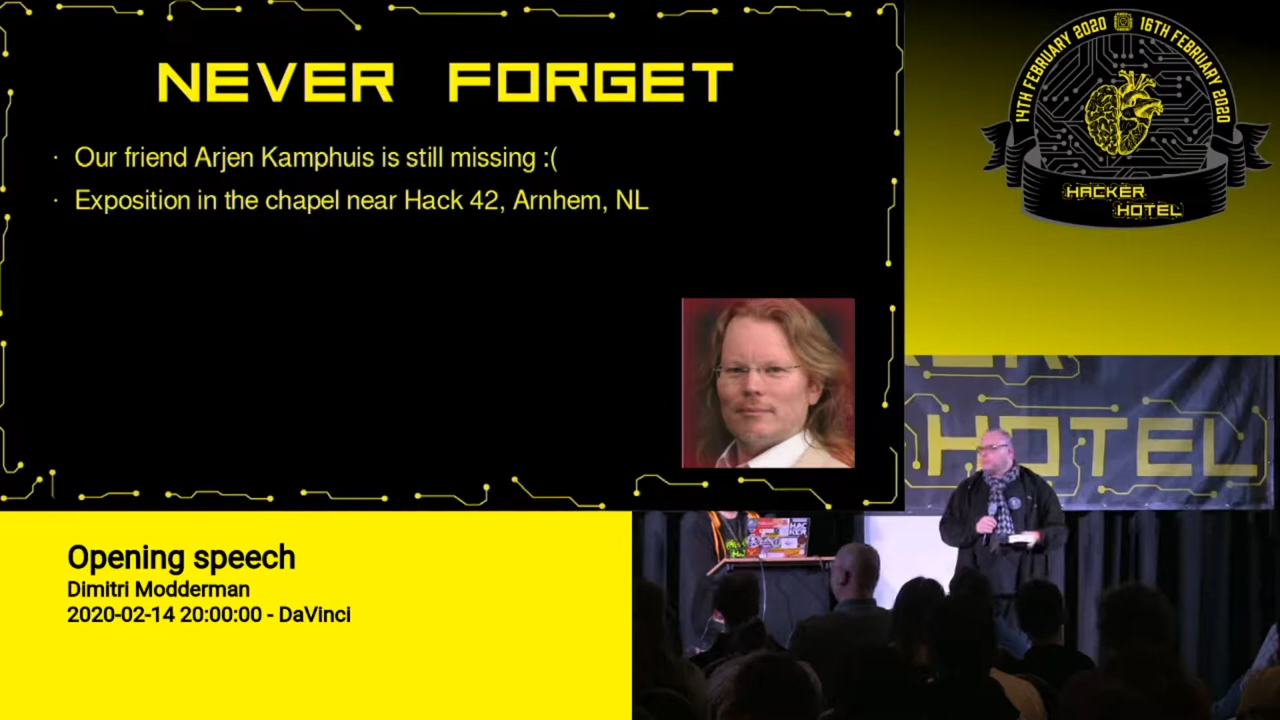 NEVER FORGET
· Our friend Arjen Kamphuis is still missing :(
· Exposition in the chapel near Hack 42, Arnhem, NL
14TH FEBRUARY 2020 16TH FEBRUARY 2020
HACKER
HOTEL
HOTEL
HACKER
Opening speech
Dimitri Modderman
2020-02-14 20:00:00 - DaVinci